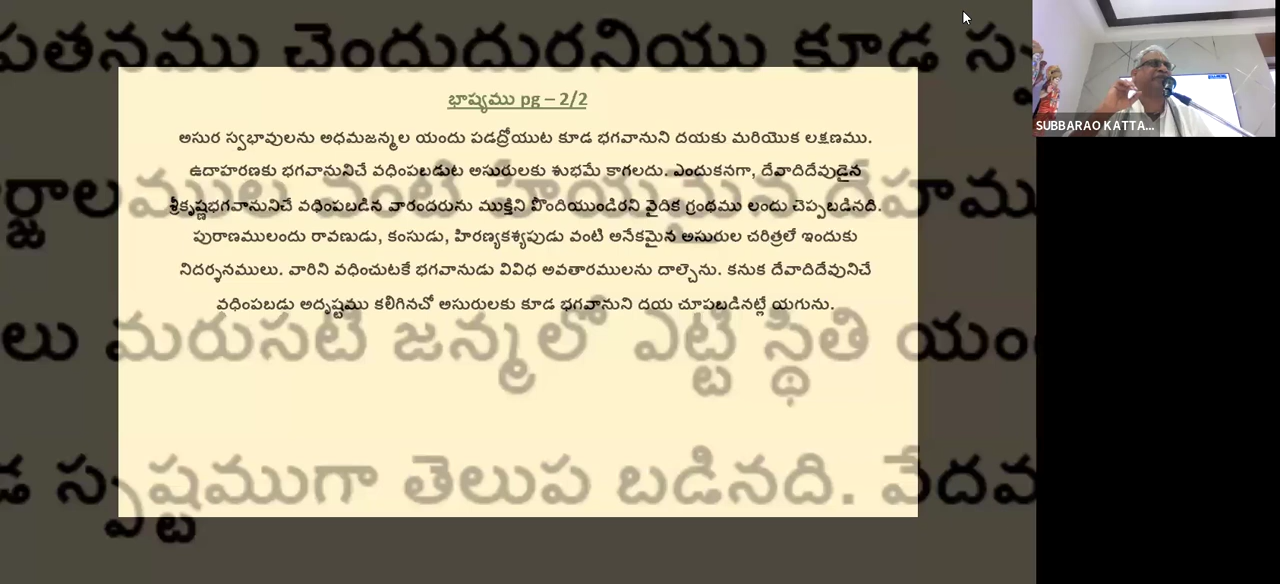 పతనము చెందుదురనియు కూడ స్ప
భాష్యము pg – 2/2
అసుర స్వభావులను అధమజన్మల యందు పడద్రోయుట కూడ భగవానుని దయకు మరియొక లక్షణము.
ఉదాహరణకు భగవానునిచే వధింపబడుట అసురులకు శుభమే కాగలదు. ఎందుకనగా, దేవాదిదేవుడైన
శ్రీకృష్ణభగవానునిచే వధింపబడిన వారందరును ముక్తిని పొందియుండిరని వైదిక గ్రంథము లందు చెప్పబడినది.
పురాణములందు రావణుడు, కంసుడు, హిరణ్యకశ్యపుడు వంటి అనేకమైన అసురుల చరిత్రలే ఇందుకు
నిదర్శనములు. వారిని వధించుటకే భగవానుడు వివిధ అవతారములను దాల్చెను. కనుక దేవాదిదేవునిచే
వధింపబడు అదృష్టము కలిగినచో అసురులకు కూడ భగవానుని దయ చూపబడినట్లే యగును.
ర్జాలముల వంటి హేయమైన దేహము
లు మరుసటి జన్మలో ఎట్టి స్థితి యం
డ స్పష్టముగా తెలుప బడినది. వేదవ
SUBBARAO KATTA...